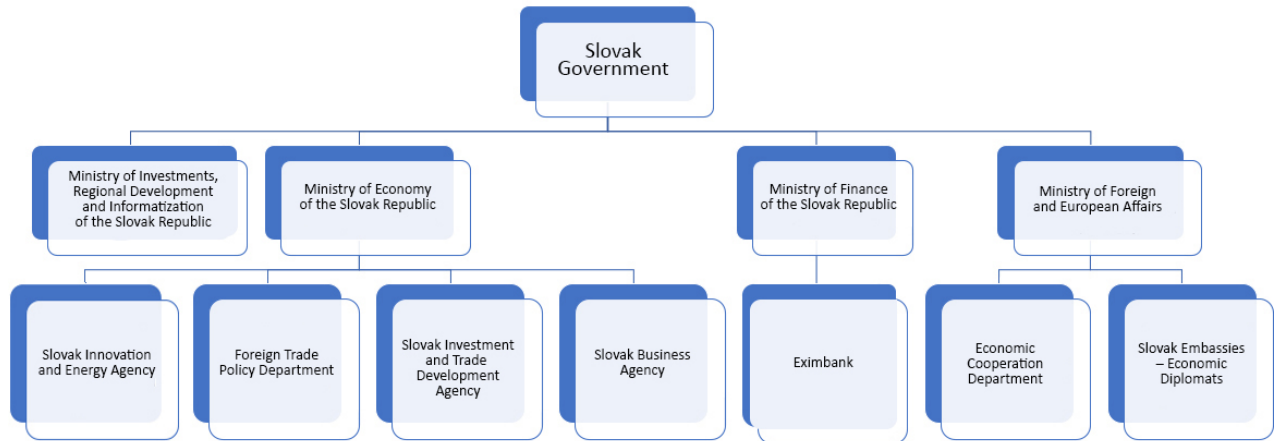 Slovak
Government
Ministry of Investments,
Regional Development
and Informatization
of the Slovak Republic
Ministry of Economy
of the Slovak Republic
Ministry of Finance
of the Slovak Republic
Ministry of Foreign
and European Affairs
Slovak Innovation
and Energy Agency
Foreign Trade
Policy Department
Slovak Investment
and Trade
Development
Agency
Slovak Business
Agency
Eximbank
Economic
Cooperation
Department
Slovak Embassies
– Economic
Diplomats